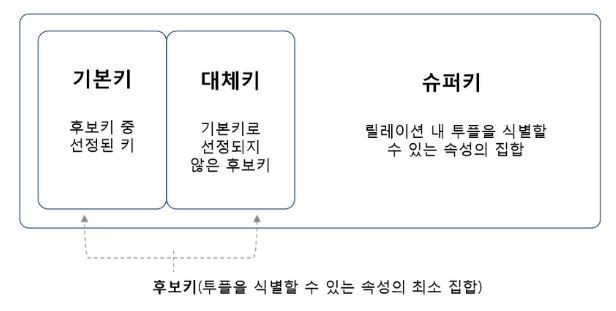 기본키
후보키 중
선정된 키
대체키
기본키로
선정되지
않은 후보키
슈퍼키
릴레이션 내 투플을 식별할
수 있는 속성의 집합
후보키(투플을 식별할 수 있는 속성의 최소 집합)